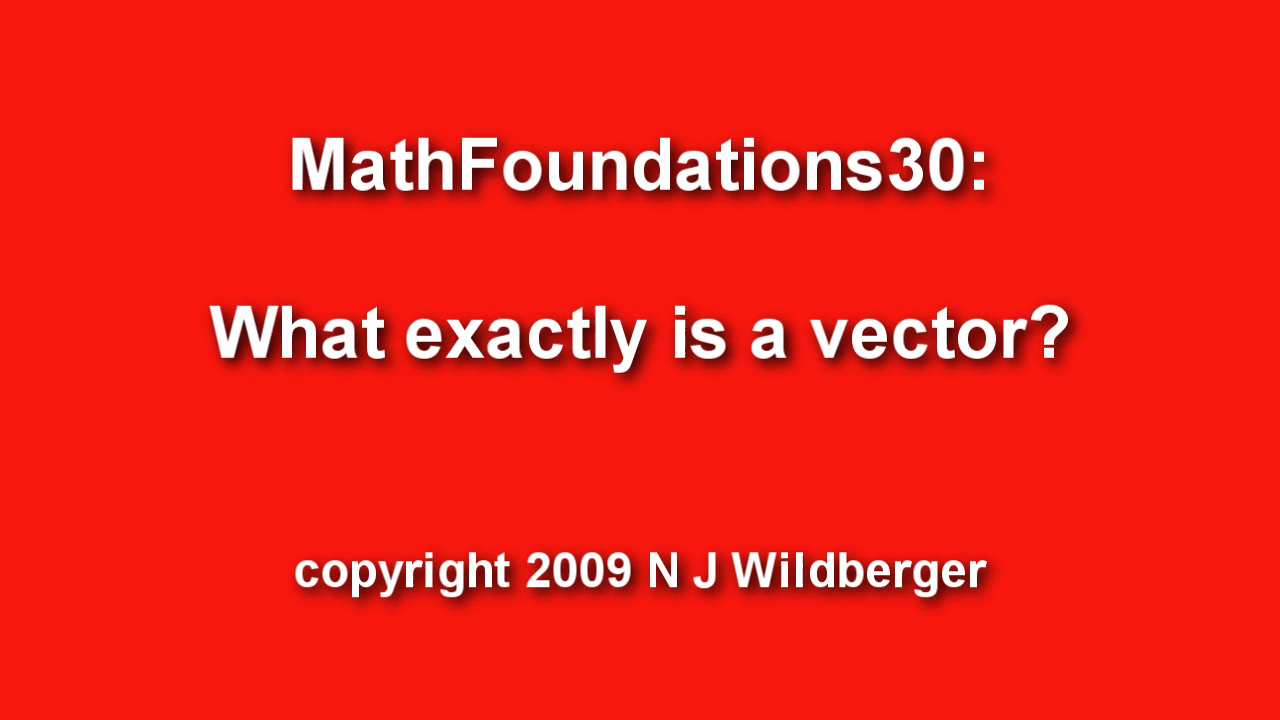 MathFoundations30:
What exactly is a vector?
copyright 2009 N J Wildberger